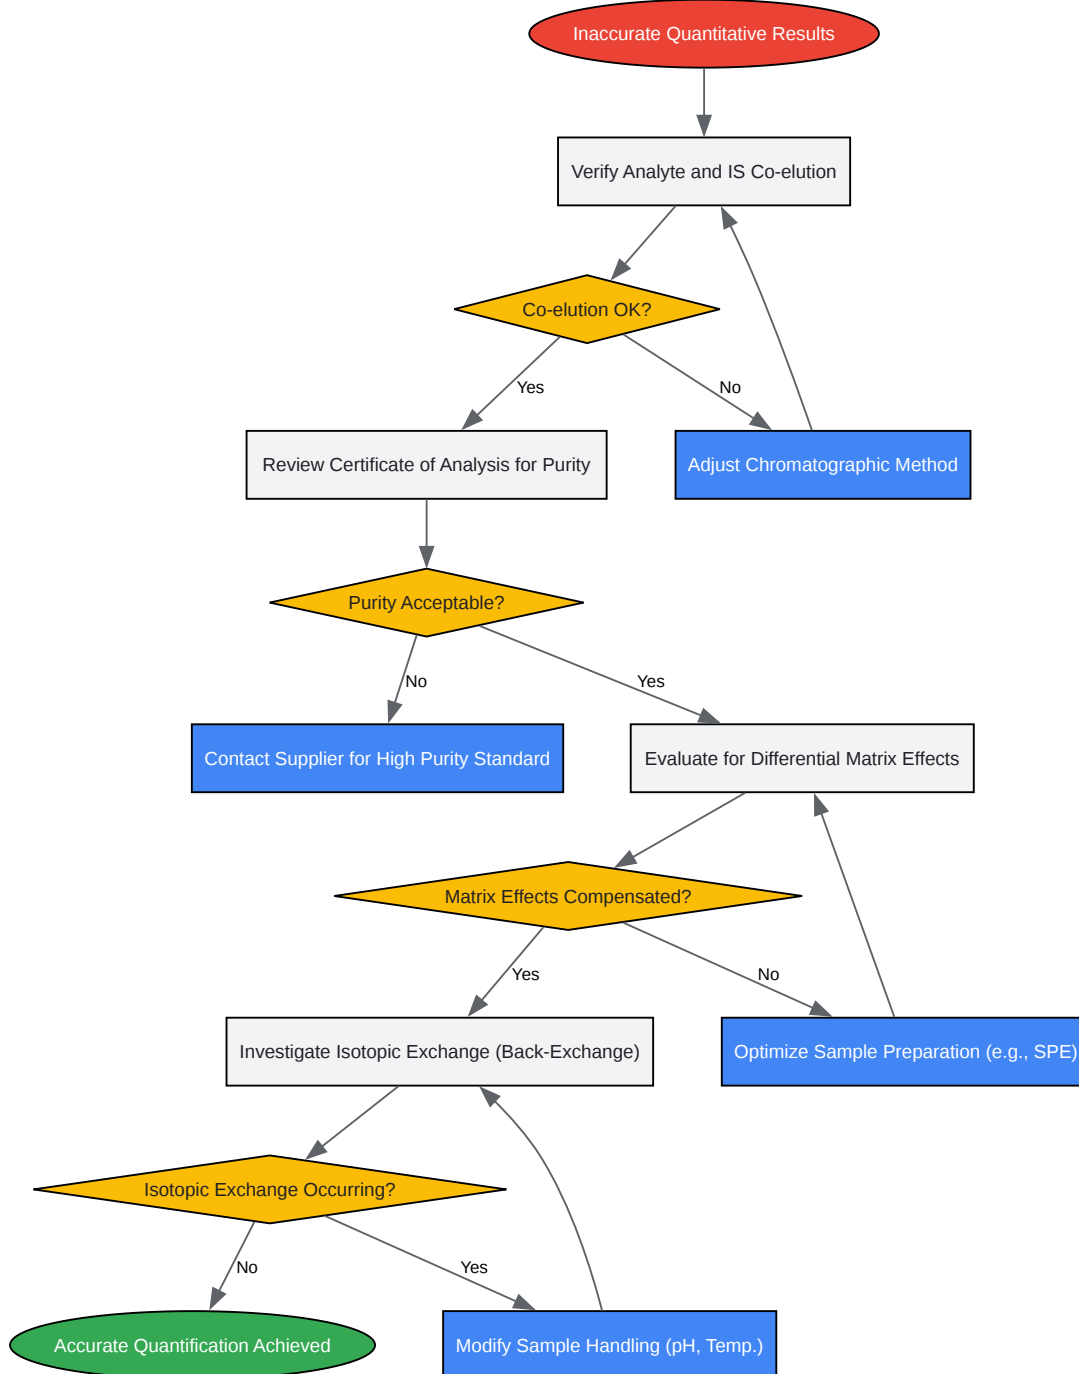 Inaccurate Quantitative Results
Verify Analyte and IS Co-elution
Co-elution OK?
Yes
No
Review Certificate of Analysis for Purity
Adjust Chromatographic Method
Purity Acceptable?
No
Yes
Contact Supplier for High Purity Standard
Evaluate for Differential Matrix Effects
Matrix Effects Compensated?
Yes
No
Investigate Isotopic Exchange (Back-Exchange)
Optimize Sample Preparation (e.g., SPE)
Isotopic Exchange Occurring?
No
Yes
Accurate Quantification Achieved
Modify Sample Handling (pH, Temp.)